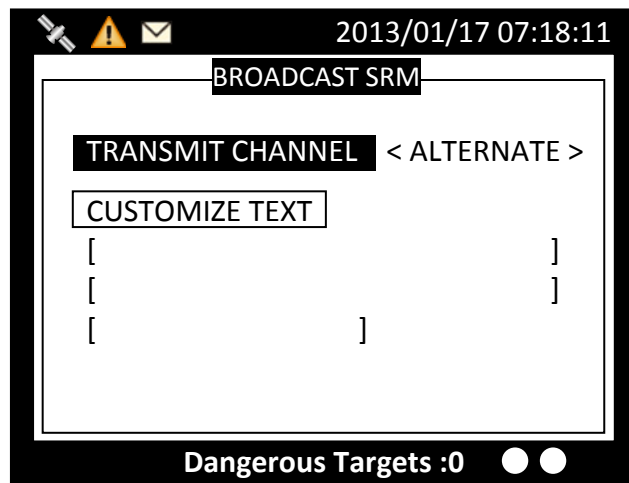 2013/01/17 07:18:11
BROADCAST SRM
TRANSMIT CHANNEL < ALTERNATE >
CUSTOMIZE TEXT
[ ]
[ ]
[ ]
Dangerous Targets :0